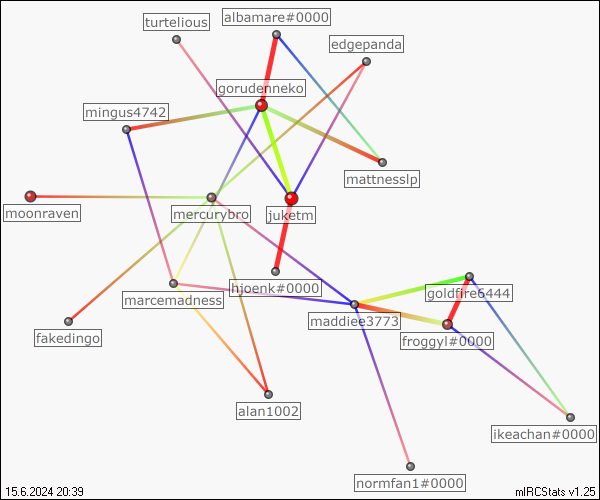 turtelious
albamare#0000
edgepanda
gorudenneko
mingus4742
mattnesslp
moonraven
mercurybro
juketm
hjoenk#0000
marcemadness
goldfire6444
maddiee3773
fakedingo
froggyl#0000
alan1002
ikeachan#0000
normfan1#0000
15.6.2024 20:39
mIRCStats v1.25